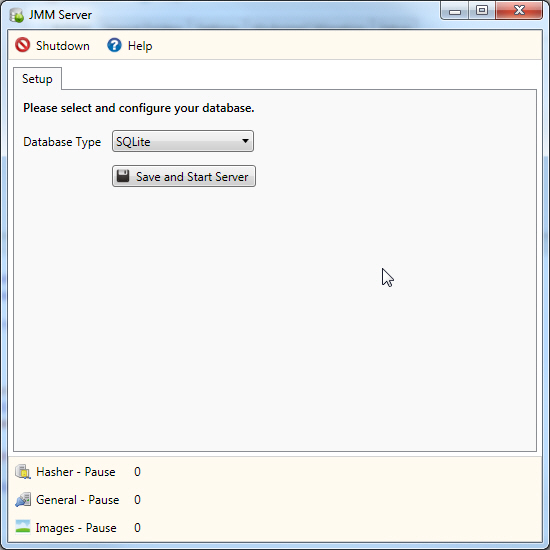 JMM Server
Shutdown Help
Setup
Please select and configure your database.
Database Type SQLite
Save and Start Server
Hasher - Pause 0
General - Pause 0
Images - Pause 0